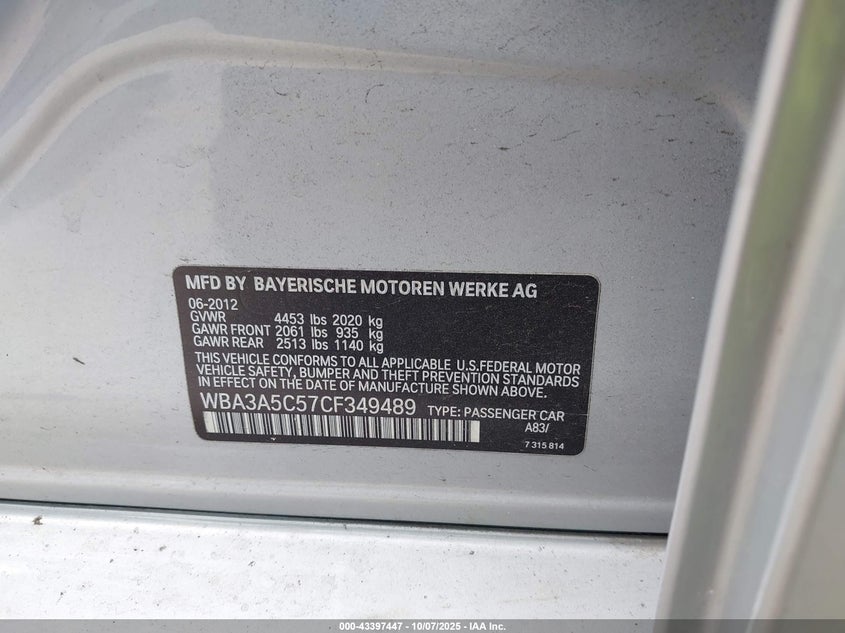 MFD BY BAYERISCHE MOTOREN WERKE AG
06-2012
GVWR 4453 lbs 2020 kg
GAWR FRONT 2061 lbs 935 kg
GAWR REAR 2513 lbs 1140 kg
THIS VEHICLE CONFORMS TO ALL APPLICABLE U.S.FEDERAL MOTOR
VEHICLE SAFETY, BUMPER AND THEFT PREVENTION STANDARDS
IN EFFECT ON THE DATE OF MANUFACTURE SHOWN ABOVE.
WBA3A5C57CF349489 TYPE: PASSENGER CAR
A83/
7 315 814
000-43397447 - 10/07/2025 - IAA Inc.